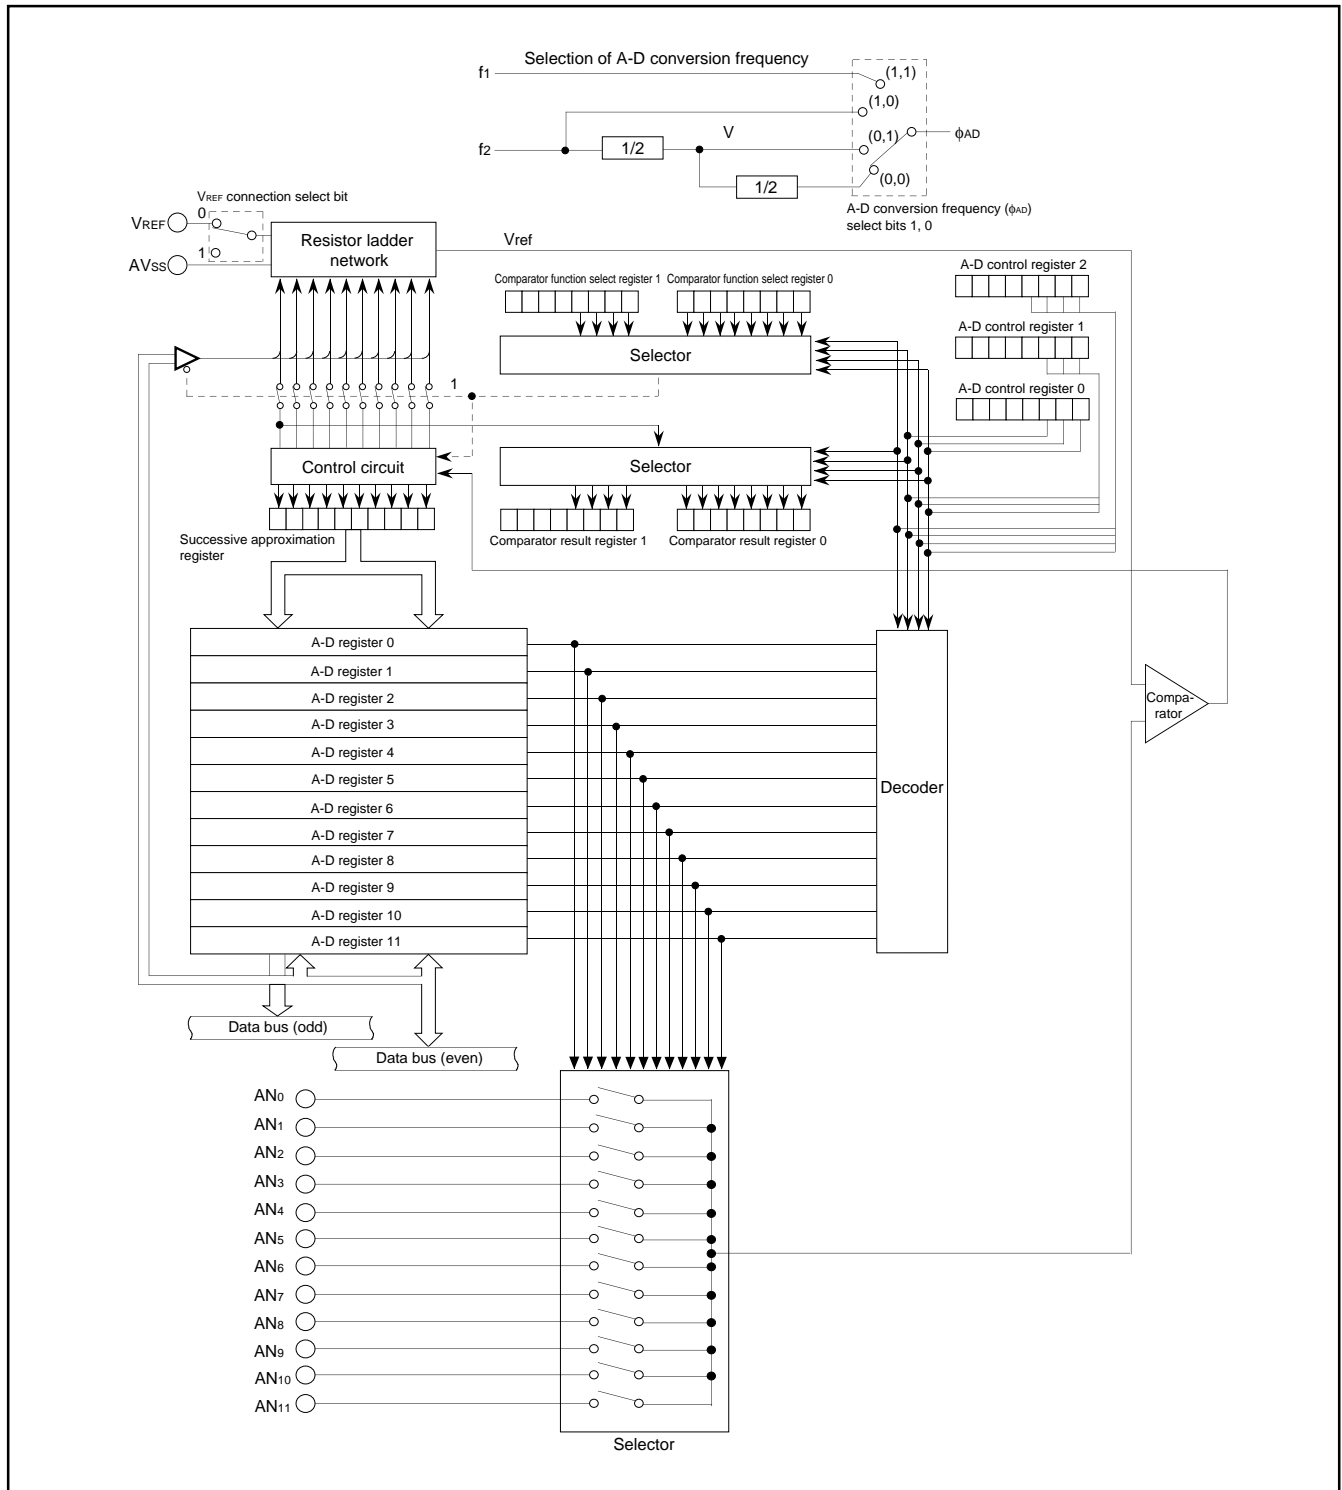 Selection of A-D conversion frequency
f1
(1,1)
(1,0)
V
(0,1)
φAD
f2
1/2
1/2
(0,0)
A-D conversion frequency (φAD)
select bits 1, 0
VREF connection select bit
VREF
0
1
AVSS
Resistor ladder
network
Vref
Comparator function select register 1
Comparator function select register 0
A-D control register 2
A-D control register 1
A-D control register 0
Selector
1
Control circuit
Selector
Successive approximation
register
Comparator result register 1
Comparator result register 0
A-D register 0
A-D register 1
A-D register 2
A-D register 3
A-D register 4
A-D register 5
A-D register 6
A-D register 7
A-D register 8
A-D register 9
A-D register 10
A-D register 11
Decoder
Compa-
rator
Data bus (odd)
Data bus (even)
AN0
AN1
AN2
AN3
AN4
AN5
AN6
AN7
AN8
AN9
AN10
AN11
Selector